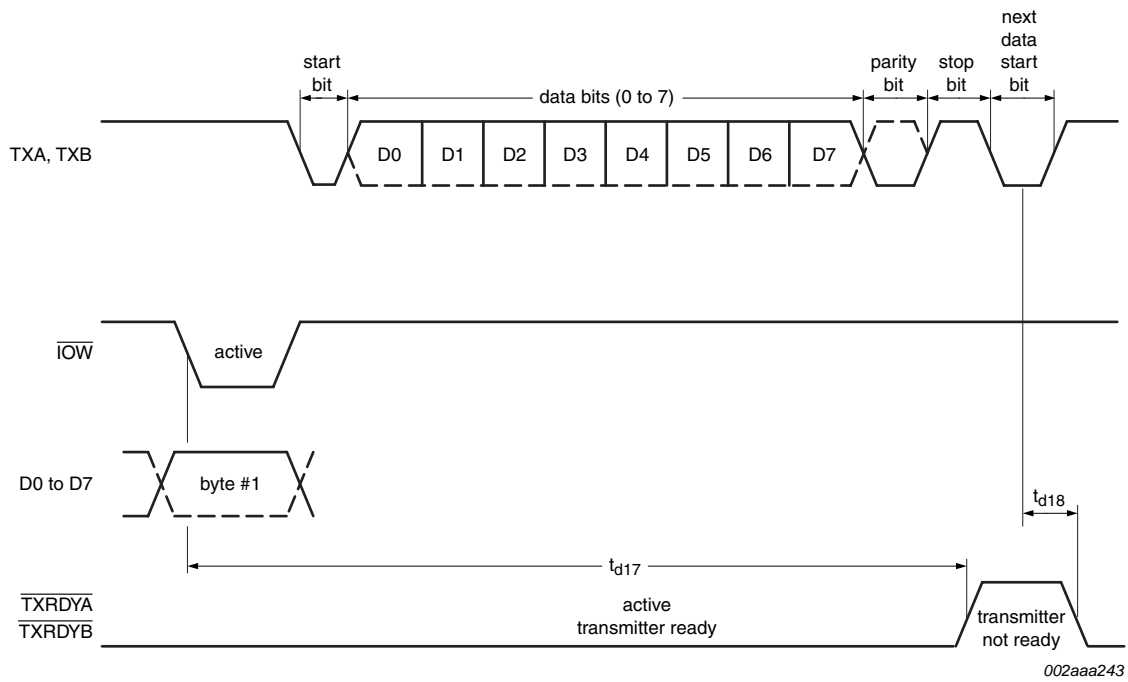 next
data
start
bit
start
bit
parity
bit
stop
bit
data bits (0 to 7)
TXA, TXB
D0 D1 D2 D3 D4 D5 D6 D7
IOW
active
D0 to D7
byte #1
td18
td17
TXRDYA
TXRDYB
active
transmitter ready
transmitter
not ready
002aaa243